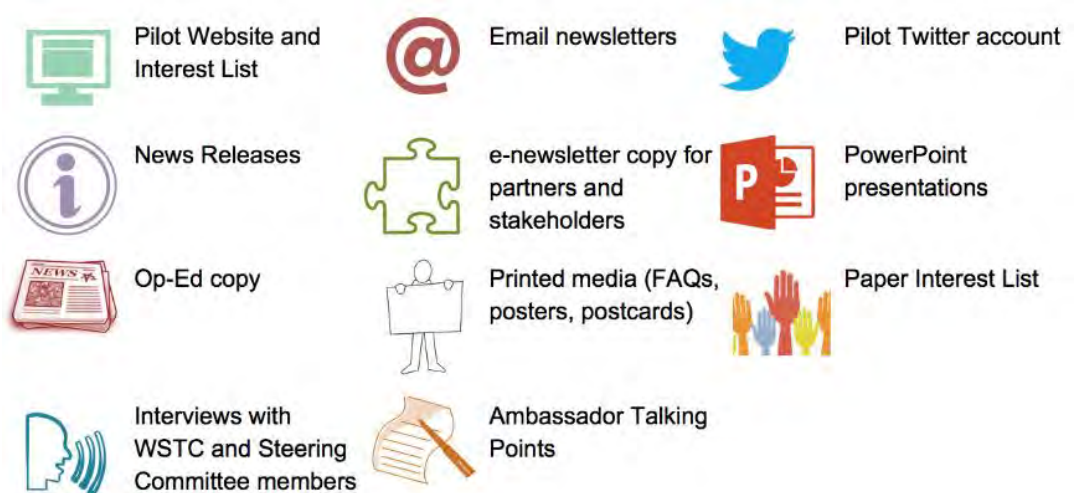 Pilot Website and
Interest List
@
Email newsletters
Pilot Twitter account
i
News Releases
e-newsletter copy for
partners and
stakeholders
P
PowerPoint
presentations
NEWS
Op-Ed copy
Printed media (FAQs,
posters, postcards)
Paper Interest List
Interviews with
WSTC and Steering
Committee members
Ambassador Talking
Points